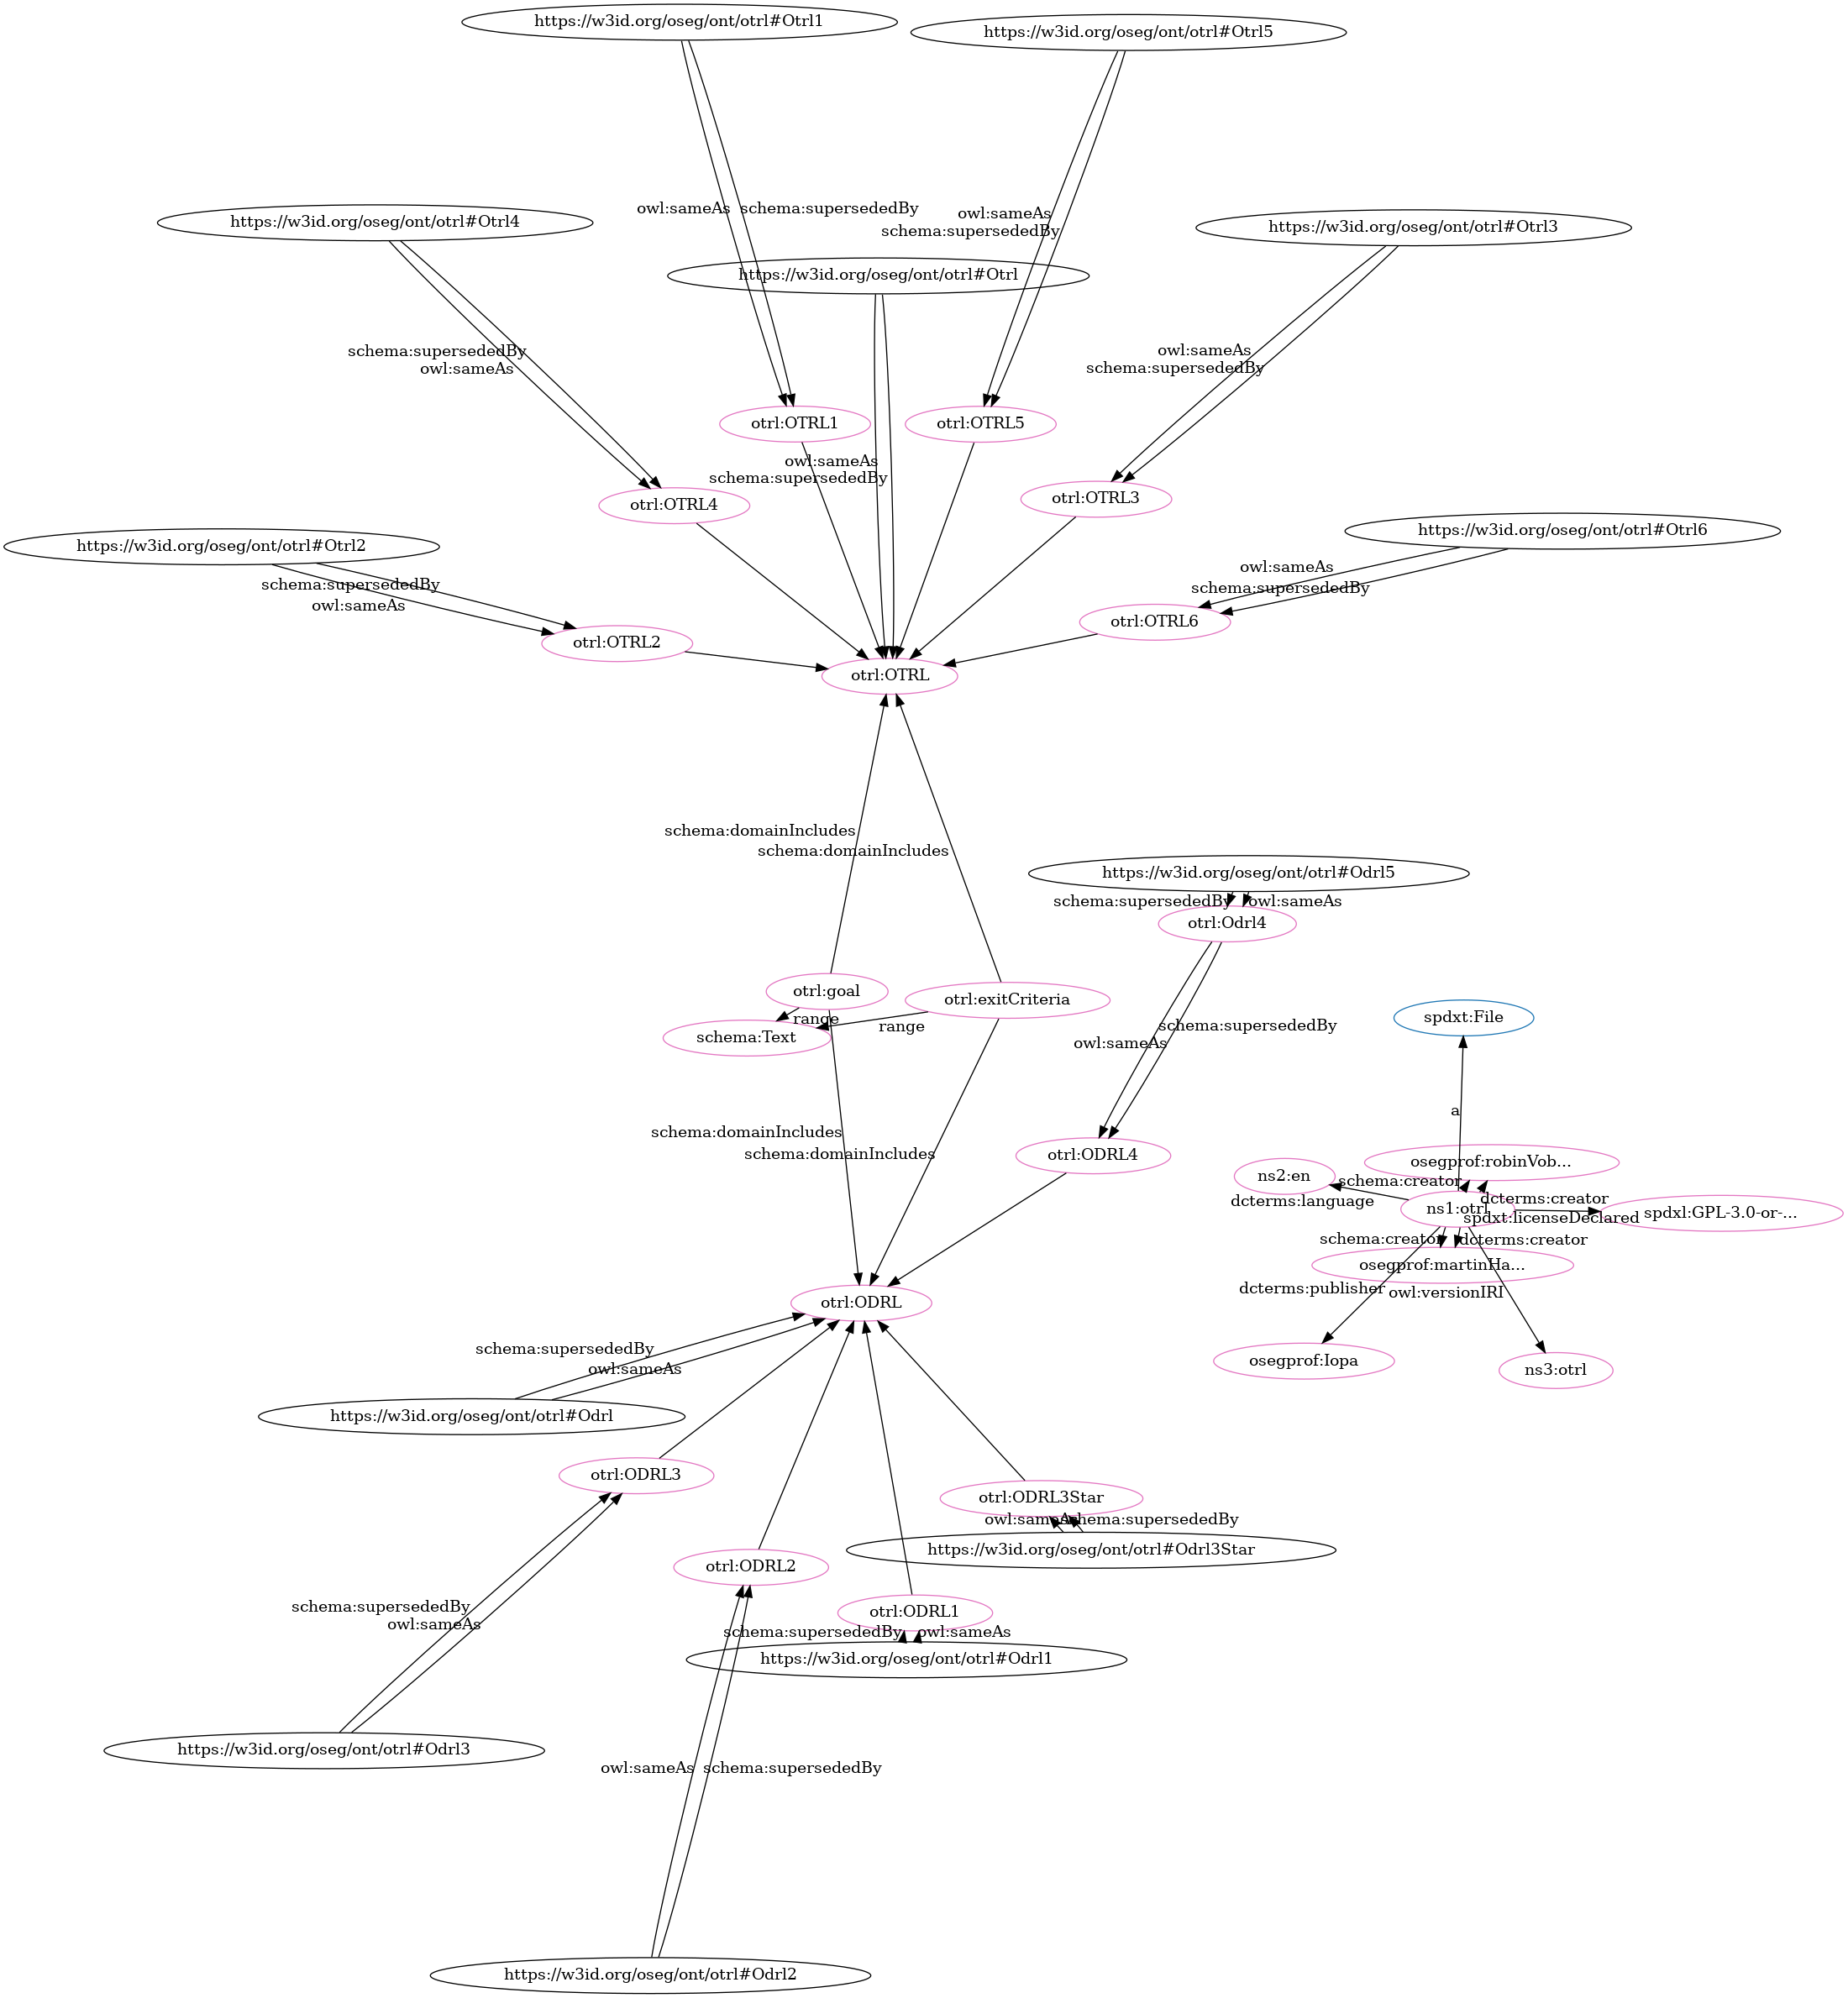 https://w3id.org/oseg/ont/otrl#Otrl1
https://w3id.org/oseg/ont/otrl#Otrl5
owl:sameAs
schema:supersededBy
owl:sameAs
schema:supersededBy
https://w3id.org/oseg/ont/otrl#Otrl4
https://w3id.org/oseg/ont/otrl#Otrl3
https://w3id.org/oseg/ont/otrl#Otrl
schema:supersededBy
owl:sameAs
owl:sameAs
schema:supersededBy
otrl:OTRL1
otrl:OTRL5
owl:sameAs
schema:supersededBy
otrl:OTRL4
otrl:OTRL3
https://w3id.org/oseg/ont/otrl#Otrl2
https://w3id.org/oseg/ont/otrl#Otrl6
schema:supersededBy
owl:sameAs
owl:sameAs
schema:supersededBy
otrl:OTRL2
otrl:OTRL6
otrl:OTRL
schema:domainIncludes
schema:domainIncludes
https://w3id.org/oseg/ont/otrl#Odrl5
schema:supersededBy
owl:sameAs
otrl:Odrl4
otrl:goal
otrl:exitCriteria
range
range
schema:Text
schema:supersededBy
owl:sameAs
spdxt:File
a
schema:domainIncludes
schema:domainIncludes
otrl:ODRL4
osegprof:robinVob...
ns2:en
schema:creator
dcterms:language
dcterms:creator
ns1:otrl
spdxt:licenseDeclared
spdxl:GPL-3.0-or-...
schema:creator
dcterms:creator
osegprof:martinHa...
dcterms:publisher
owl:versionIRI
otrl:ODRL
osegprof:Iopa
ns3:otrl
schema:supersededBy
owl:sameAs
https://w3id.org/oseg/ont/otrl#Odrl
otrl:ODRL3
otrl:ODRL3Star
owl:sameAs
schema:supersededBy
https://w3id.org/oseg/ont/otrl#Odrl3Star
otrl:ODRL2
otrl:ODRL1
schema:supersededBy
owl:sameAs
schema:supersededBy
owl:sameAs
https://w3id.org/oseg/ont/otrl#Odrl1
https://w3id.org/oseg/ont/otrl#Odrl3
owl:sameAs
schema:supersededBy
https://w3id.org/oseg/ont/otrl#Odrl2